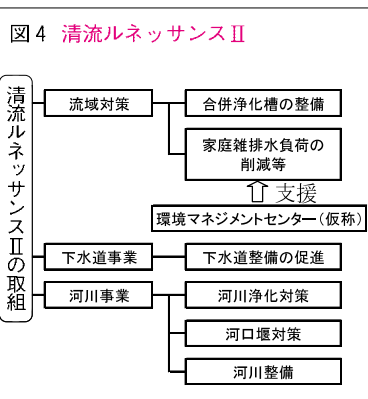 図4 清流ルネッサンスⅡ
清流ルネッサンスⅡの取組
流域対策
合併浄化槽の整備
家庭雑排水負荷の
削減等
支援
環境マネジメントセンター（仮称）
下水道事業
下水道整備の促進
河川事業
河川浄化対策
河口堰対策
河川整備